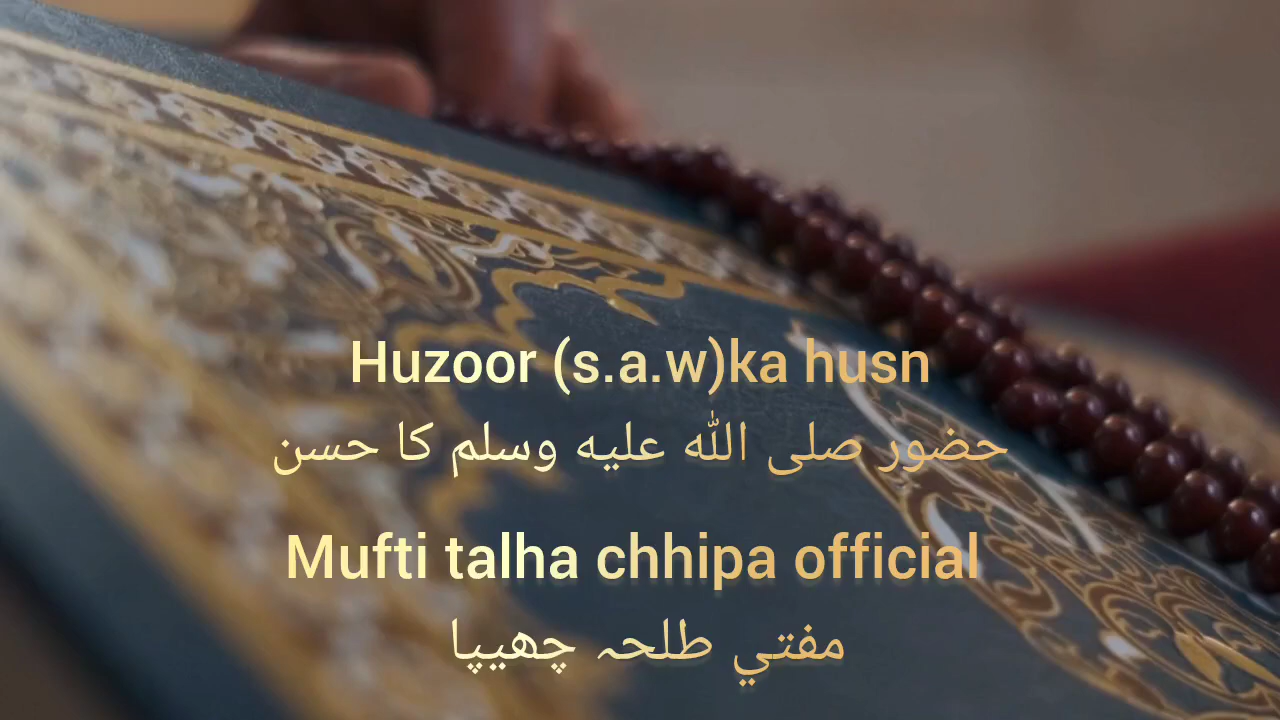 Huzoor (s.a.w)ka husn
حضور صلی اللہ علیہ وسلم کا حسن
Mufti talha chhipa official
مفتي طلحہ چھیپا